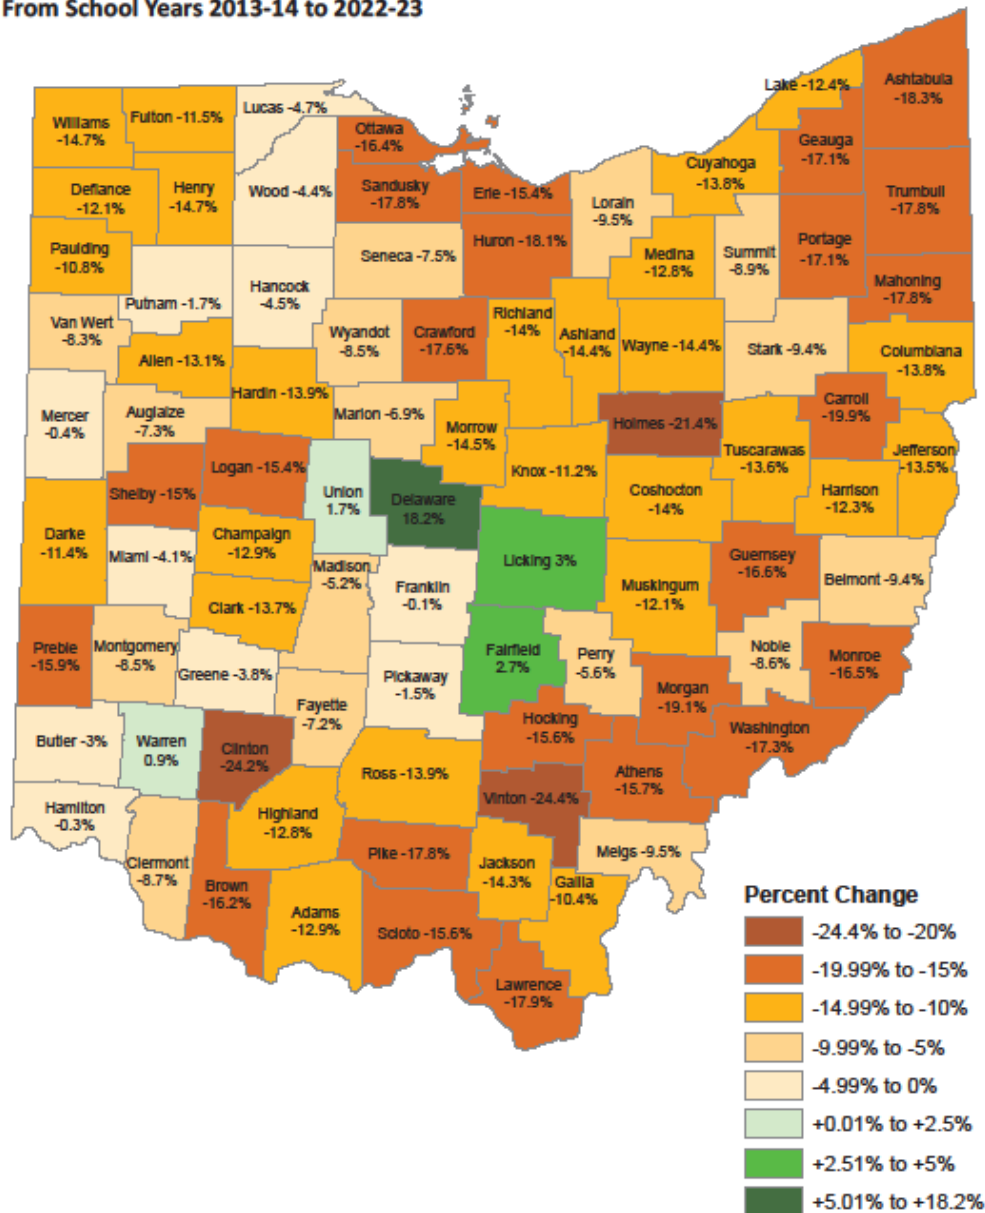 From School Years 2013-14 to 2022-23
Lake -12.4%
Ashtabula
-18.3%
Williams
-14.7%
Fulton -11.5%
Lucas -4.7%
Ottawa
-16.4%
Geauga
-17.1%
Cuyahoga
-13.8%
Defiance
-12.1%
Henry
-14.7%
Wood -4.4%
Sandusky
-17.8%
Erie -15.4%
Lorain
-9.5%
Trumbull
-17.8%
Paulding
-10.8%
Seneca -7.5%
Huron -18.1%
Medina
-12.8%
Summit
-8.9%
Portage
-17.1%
Mahoning
-17.8%
Putnam -1.7%
Hancock
-4.5%
Van Wert
-8.3%
Wyandot
-8.5%
Crawford
-17.6%
Richland
-14%
Ashland
-14.4%
Wayne -14.4%
Stark -9.4%
Columbiana
-13.8%
Allen -13.1%
Hardin -13.9%
Mercer
-0.4%
Auglaize
-7.3%
Marion -6.9%
Morrow
-14.5%
Holmes -21.4%
Carroll
-19.9%
Tuscarawas
-13.6%
Jefferson
-13.5%
Logan -15.4%
Shelby -15%
Union
1.7%
Delaware
18.2%
Knox -11.2%
Coshocton
-14%
Harrison
-12.3%
Darke
-11.4%
Miami -4.1%
Champaign
-12.9%
Madison
-5.2%
Franklin
-0.1%
Licking 3%
Muskingum
-12.1%
Guernsey
-16.6%
Belmont -9.4%
Clark -13.7%
Preble
-15.9%
Montgomery
-8.5%
Greene -3.8%
Pickaway
-1.5%
Fairfield
2.7%
Perry
-5.6%
Noble
-8.6%
Monroe
-16.5%
Morgan
-19.1%
Butler -3%
Warren
0.9%
Clinton
-24.2%
Fayette
-7.2%
Hocking
-15.6%
Washington
-17.3%
Ross -13.9%
Athens
-15.7%
Hamilton
-0.3%
Highland
-12.8%
Vinton -24.4%
Clermont
-8.7%
Pike -17.8%
Jackson
-14.3%
Meigs -9.5%
Brown
-16.2%
Gallia
-10.4%
Adams
-12.9%
Scioto -15.6%
Lawrence
-17.9%
Percent Change
-24.4% to -20%
-19.99% to -15%
-14.99% to -10%
-9.99% to -5%
-4.99% to 0%
+0.01% to +2.5%
+2.51% to +5%
+5.01% to +18.2%